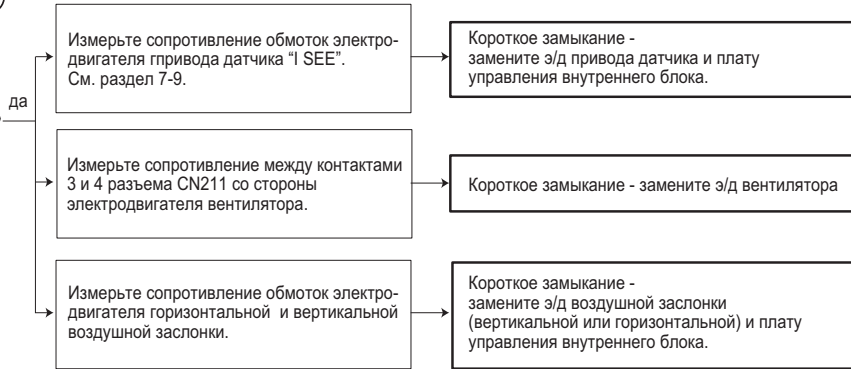 да
Измерьте сопротивление обмоток электро-
двигателя гпривода датчика “I SEE”.
См. раздел 7-9.
Короткое замыкание -
замените э/д привода датчика и плату
управления внутреннего блока.
Измерьте сопротивление между контактами
3 и 4 разъема CN211 со стороны
электродвигателя вентилятора.
Короткое замыкание - замените э/д вентилятора
Измерьте сопротивление обмоток электро-
двигателя горизонтальной и вертикальной
воздушной заслонки.
Короткое замыкание -
замените э/д воздушной заслонки
(вертикальной или горизонтальной) и плату
управления внутреннего блока.